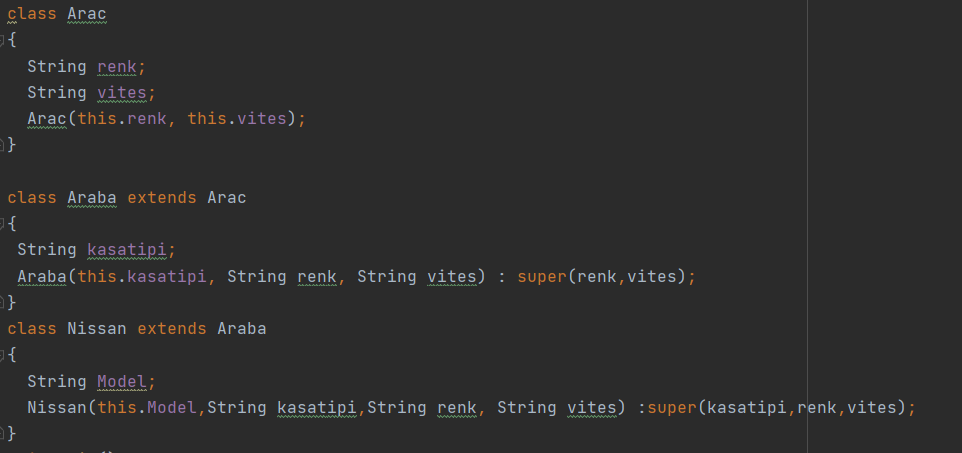 class Arac
{
String renk;
String vites;
Arac(this.renk, this.vites);
}
class Araba extends Arac
{
String kasatipi;
Araba(this.kasatipi, String renk, String vites) : super(renk,vites);
}
class Nissan extends Araba
{
String Model;
Nissan(this.Model,String kasatipi,String renk, String vites) :super(kasatipi,renk,vites);
}